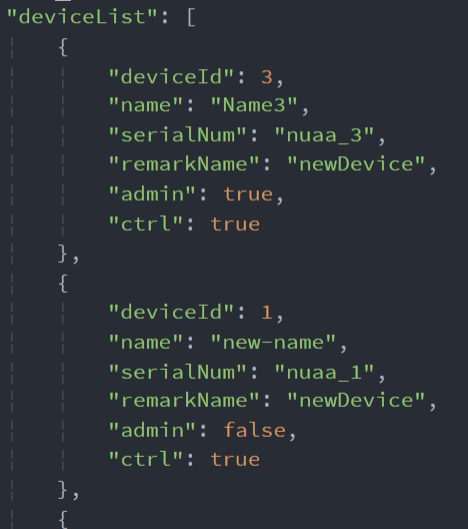 "deviceList": [
{
"deviceId": 3,
"name": "Name3",
"serialNum": "nuaa_3",
"remarkName": "newDevice",
"admin": true,
"ctrl": true
},
{
"deviceId": 1,
"name": "new-name",
"serialNum": "nuaa_1",
"remarkName": "newDevice",
"admin": false,
"ctrl": true
},
{